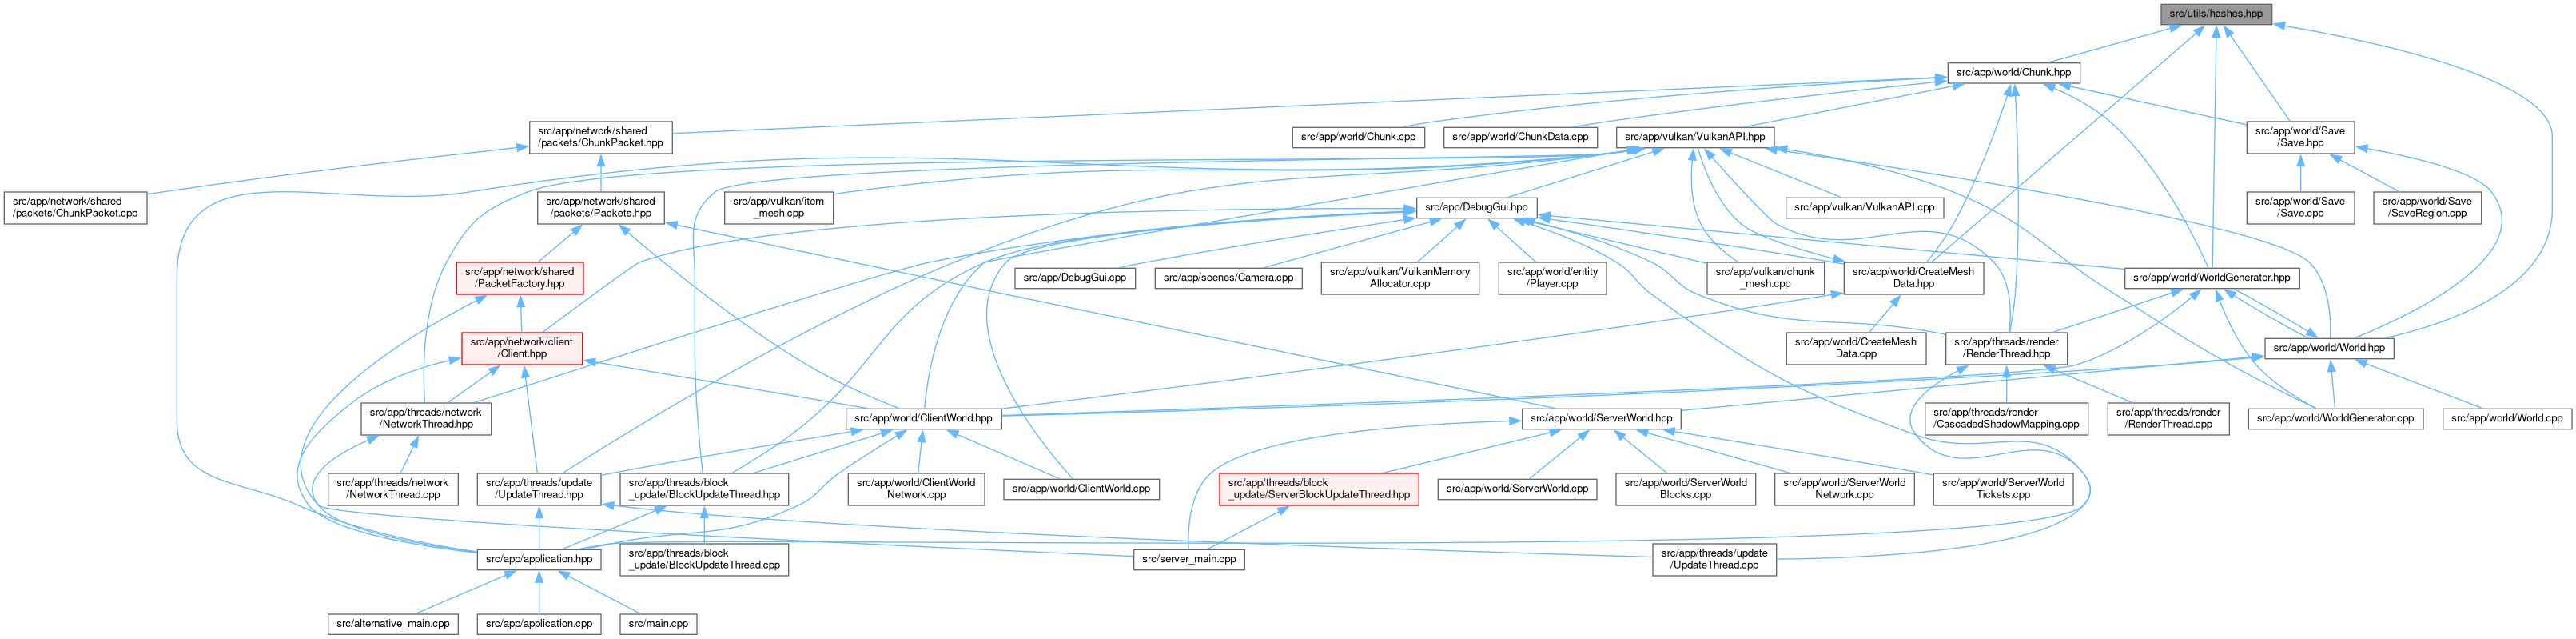 src/utils/hashes.hpp
src/app/world/Chunk.hpp
src/app/network/shared
/packets/ChunkPacket.hpp
src/app/world/Chunk.cpp
src/app/world/ChunkData.cpp
src/app/vulkan/VulkanAPI.hpp
src/app/world/Save
/Save.hpp
src/app/network/shared
/packets/ChunkPacket.cpp
src/app/network/shared
/packets/Packets.hpp
src/app/vulkan/item
_mesh.cpp
src/app/DebugGui.hpp
src/app/vulkan/VulkanAPI.cpp
src/app/world/Save
/Save.cpp
src/app/world/Save
/SaveRegion.cpp
src/app/network/shared
/PacketFactory.hpp
src/app/DebugGui.cpp
src/app/scenes/Camera.cpp
src/app/vulkan/VulkanMemory
Allocator.cpp
src/app/world/entity
/Player.cpp
src/app/vulkan/chunk
_mesh.cpp
src/app/world/CreateMesh
Data.hpp
src/app/world/WorldGenerator.hpp
src/app/network/client
/Client.hpp
src/app/world/CreateMesh
Data.cpp
src/app/threads/render
/RenderThread.hpp
src/app/world/World.hpp
src/app/threads/network
/NetworkThread.hpp
src/app/world/ClientWorld.hpp
src/app/world/ServerWorld.hpp
src/app/threads/render
/CascadedShadowMapping.cpp
src/app/threads/render
/RenderThread.cpp
src/app/world/WorldGenerator.cpp
src/app/world/World.cpp
src/app/threads/network
/NetworkThread.cpp
src/app/threads/update
/UpdateThread.hpp
src/app/threads/block
_update/BlockUpdateThread.hpp
src/app/world/ClientWorld
Network.cpp
src/app/world/ClientWorld.cpp
src/app/threads/block
_update/ServerBlockUpdateThread.hpp
src/app/world/ServerWorld.cpp
src/app/world/ServerWorld
Blocks.cpp
src/app/world/ServerWorld
Network.cpp
src/app/world/ServerWorld
Tickets.cpp
src/app/application.hpp
src/app/threads/block
_update/BlockUpdateThread.cpp
src/server_main.cpp
src/app/threads/update
/UpdateThread.cpp
src/alternative_main.cpp
src/app/application.cpp
src/main.cpp